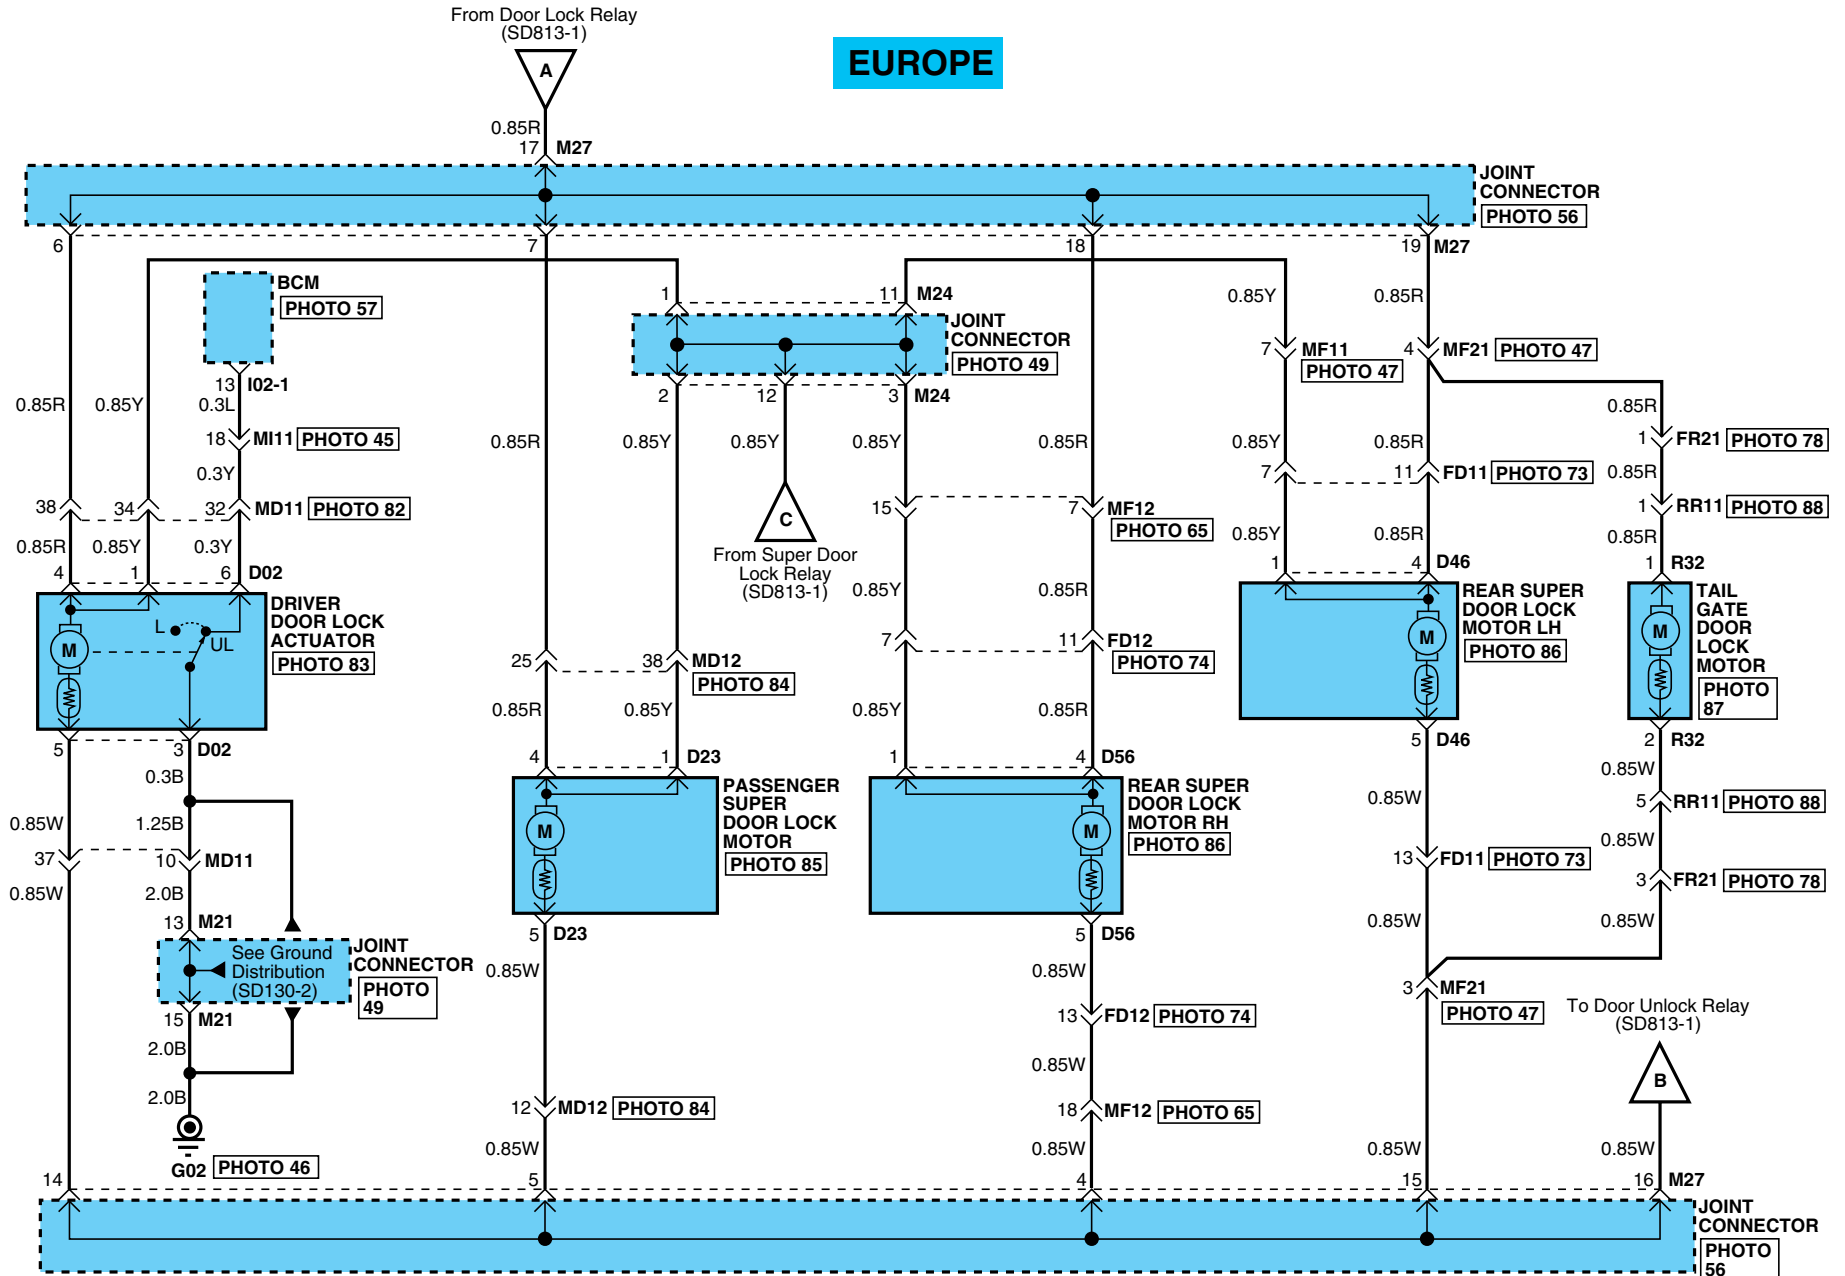 From Door Lock Relay
(SD813-1)
A
EUROPE
0.85R
17 M27
JOINT
CONNECTOR
PHOTO 56
6 7 18 19 M27
BCM
PHOTO 57
1 11 M24
JOINT
CONNECTOR
PHOTO 49
0.85Y 0.85R
7 MF11
PHOTO 47
4 MF21 PHOTO 47
13 I02-1
2 12 3 M24
0.85R 0.85Y 0.3L
0.85R
18 MI11 PHOTO 45
0.85R 0.85Y 0.85Y 0.85Y 0.85R 0.85Y 0.85R
1 FR21 PHOTO 78
0.3Y
7 11 FD11 PHOTO 73
0.85R
38 34 32 MD11 PHOTO 82
15 7 MF12
PHOTO 65
1 RR11 PHOTO 88
C
From Super Door
Lock Relay
(SD813-1)
0.85R 0.85Y 0.3Y
0.85Y 0.85R 0.85R
4 1 6 D02
1 4 D46
1 R32
DRIVER
DOOR LOCK
ACTUATOR
PHOTO 83
L
UL
M
0.85Y 0.85R
REAR SUPER
DOOR LOCK
MOTOR LH
PHOTO 86
M
TAIL
GATE
DOOR
LOCK
MOTOR
PHOTO
87
M
7 11 FD12
PHOTO 74
25 38 MD12
PHOTO 84
0.85R 0.85Y 0.85Y 0.85R
5 3 D02
4 1 D23
1 4 D56
5 D46
2 R32
0.3B
0.85W
PASSENGER
SUPER
DOOR LOCK
MOTOR
PHOTO 85
M
REAR SUPER
DOOR LOCK
MOTOR RH
PHOTO 86
M
0.85W
5 RR11 PHOTO 88
0.85W 1.25B
0.85W
37 10 MD11
13 FD11 PHOTO 73
0.85W 2.0B
3 FR21 PHOTO 78
13 M21
5 D23
5 D56
0.85W 0.85W
See Ground
Distribution
(SD130-2)
JOINT
CONNECTOR
PHOTO
49
0.85W 0.85W
3 MF21
PHOTO 47
15 M21
13 FD12 PHOTO 74
To Door Unlock Relay
(SD813-1)
B
2.0B
0.85W
2.0B
12 MD12 PHOTO 84
18 MF12 PHOTO 65
G02 PHOTO 46
0.85W 0.85W 0.85W 0.85W
14 5 4 15 16 M27
JOINT
CONNECTOR
PHOTO
56